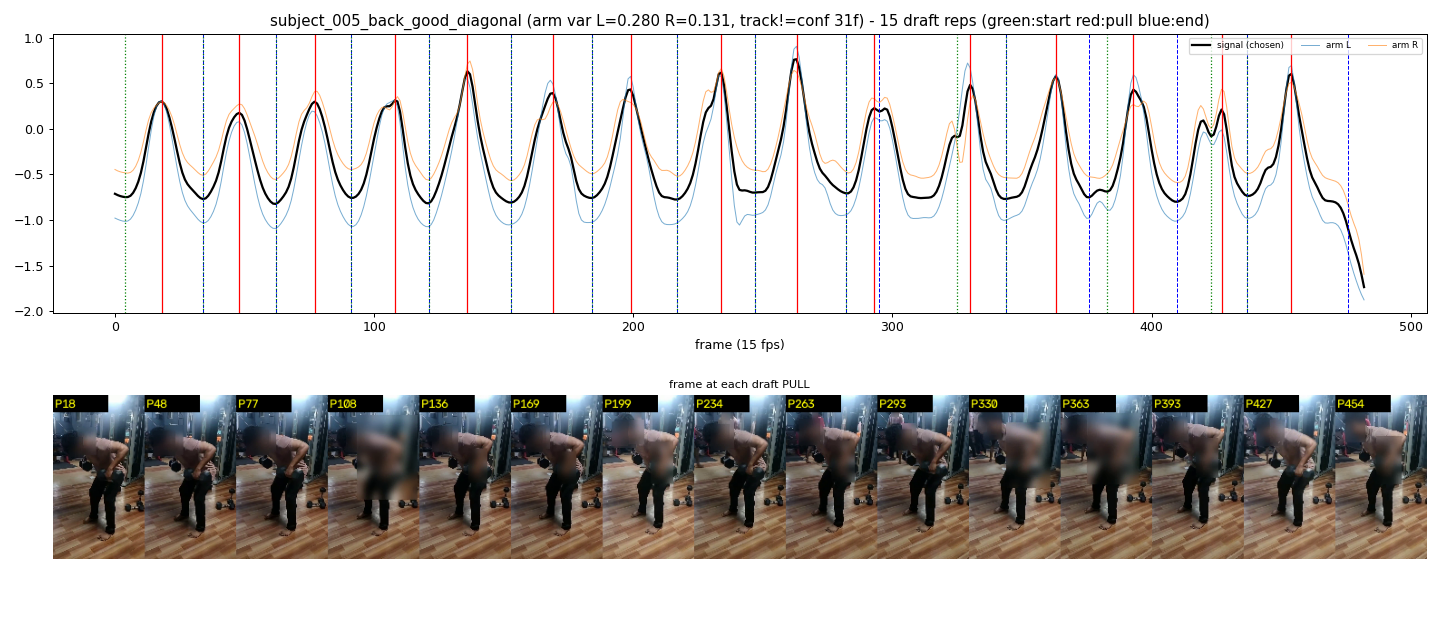 subject_005_back_good_diagonal (arm var L=0.280 R=0.131, track!=conf 31f) - 15 draft reps (green:start red:pull blue:end)
signal (chosen) arm L arm R
1.0
0.5
0.0
−0.5
−1.0
−1.5
−2.0
0 100 200 300 400 500
frame (15 fps)
frame at each draft PULL
P18 P48 P77 P108 P136 P169 P199 P234 P263 P293 P330 P363 P393 P427 P454